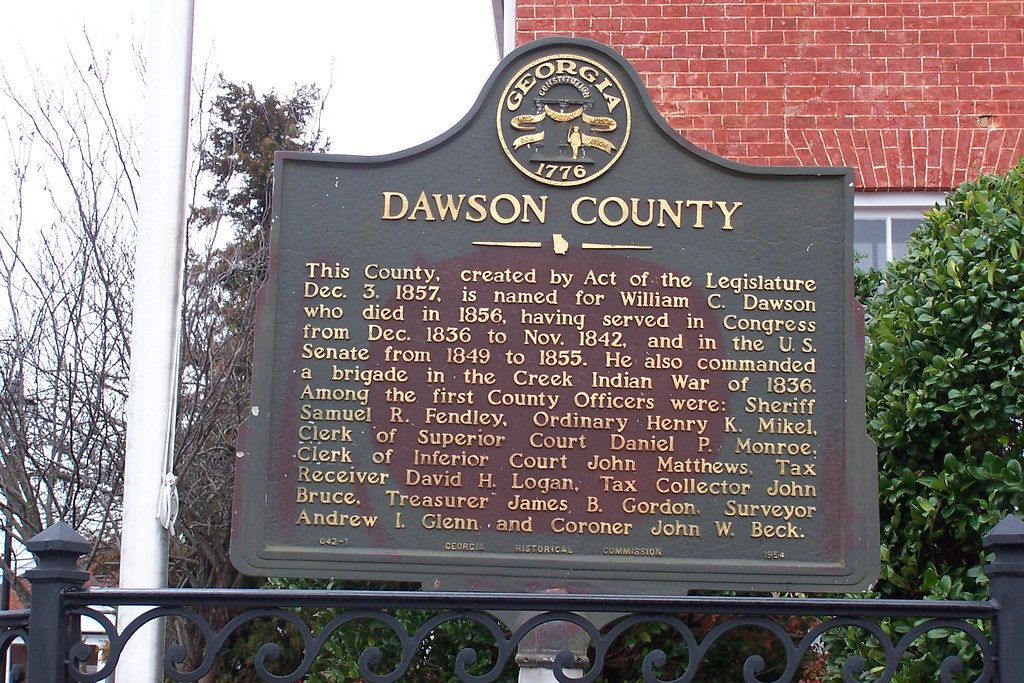 GEORGIA
CONSTITUTION
1776
DAWSON COUNTY
This County, created by Act of the Legislature
Dec. 3, 1857, is named for William C. Dawson
who died in 1856, having served in Congress
from Dec. 1836 to Nov. 1842, and in the U.S.
Senate from 1849 to 1855. He also commanded
a brigade in the Creek Indian War of 1836.
Among the first County Officers were: Sheriff
Samuel R. Fendley, Ordinary Henry K. Mikel,
Clerk of Superior Court Daniel P. Monroe,
Clerk of Inferior Court John Matthews, Tax
Receiver David H. Logan, Tax Collector John
Bruce, Treasurer James B. Gordon, Surveyor
Andrew I. Glenn and Coroner John W. Beck.
042-1 GEORGIA HISTORICAL COMMISSION 1954